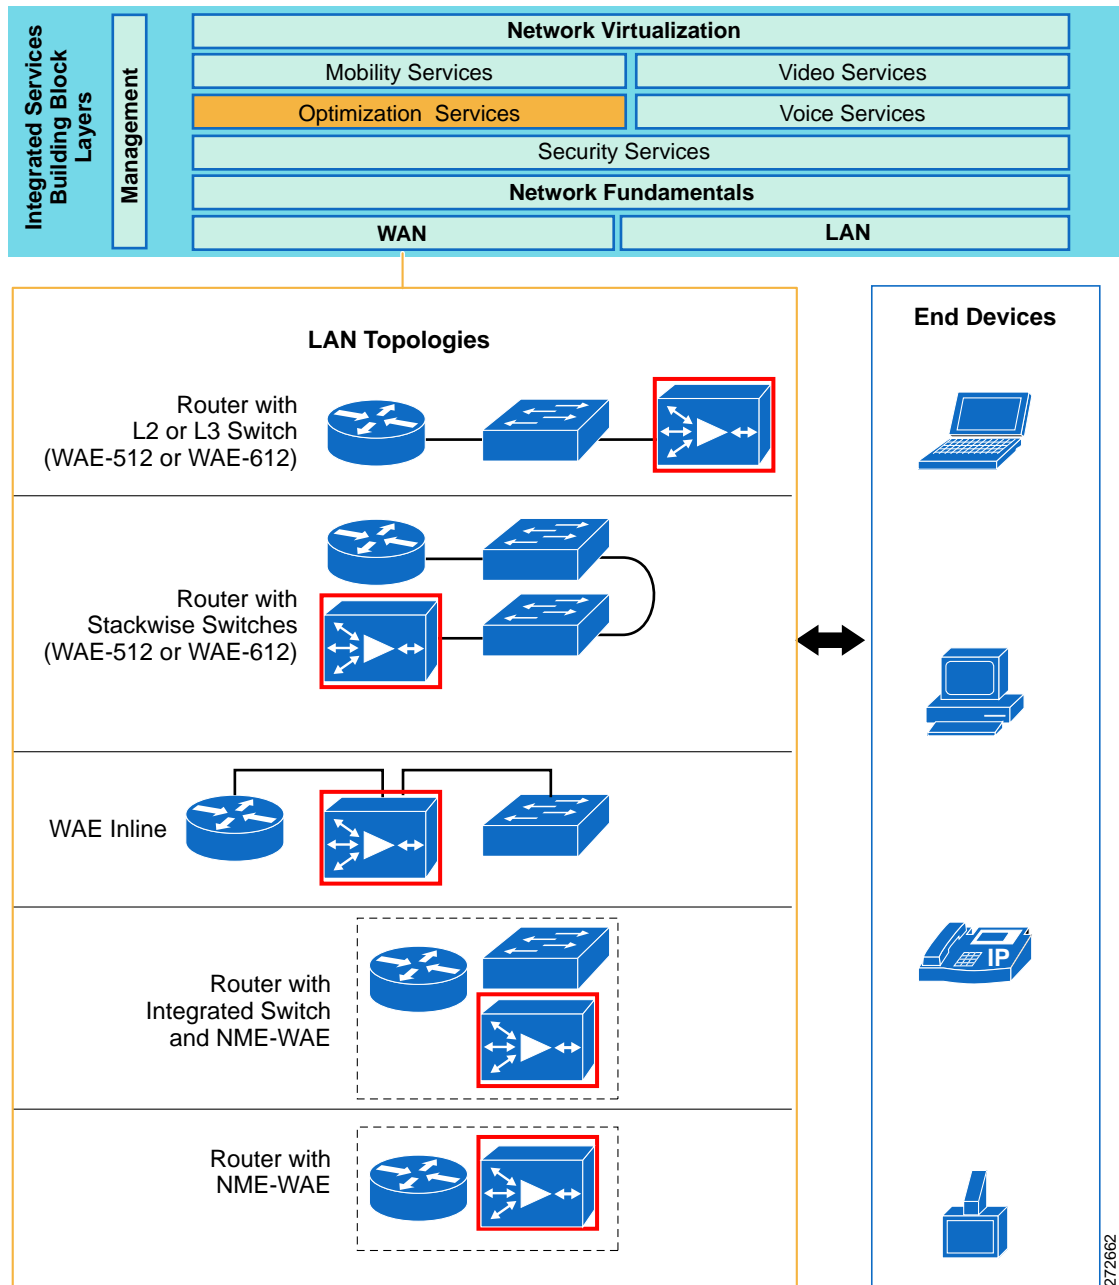 Integrated Services
Building Block
Layers
Management
Network Virtualization
Mobility Services
Video Services
Optimization  Services
Voice Services
Security Services
Network Fundamentals
WAN
LAN
LAN Topologies
Router with
L2 or L3 Switch
(WAE-512 or WAE-612)
Router with
Stackwise Switches
(WAE-512 or WAE-612)
WAE Inline
Router with
Integrated Switch
and NME-WAE
Router with
NME-WAE
End Devices
IP
272662